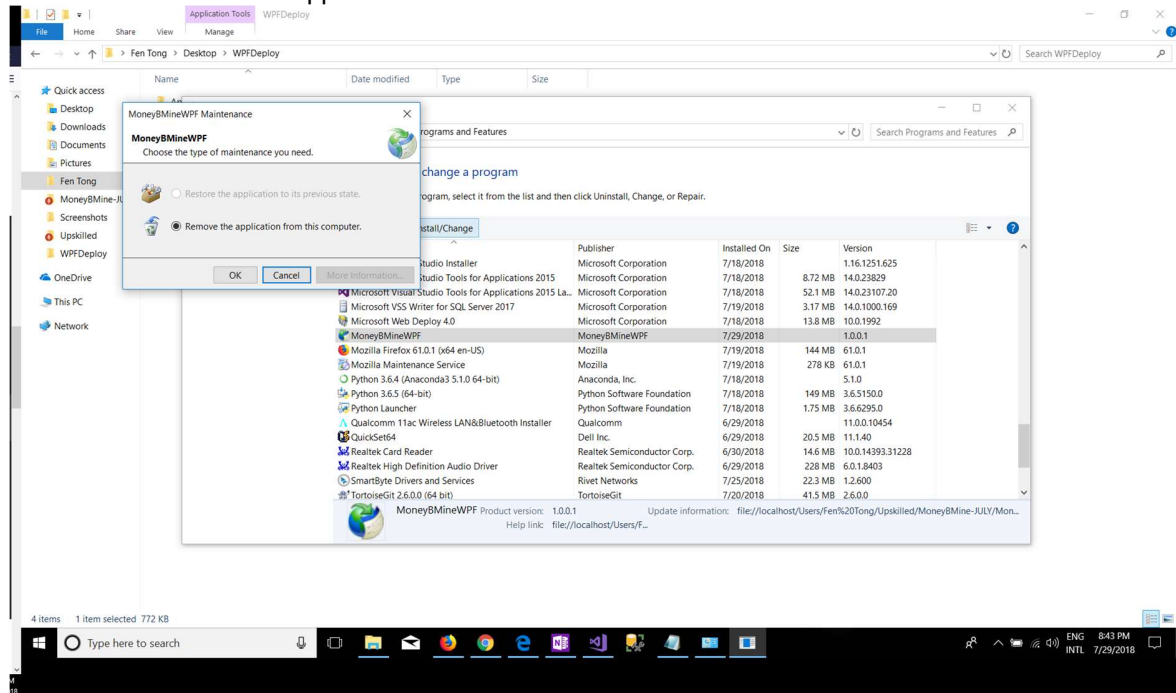 Application Tools WPFDeploy
File Home Share View Manage
Fen Tong > Desktop > WPFDeploy
Search WPFDeploy
Name Date modified Type Size
Quick access
Desktop
Downloads
Documents
Pictures
Fen Tong
MoneyBMine-JU
Screenshots
Upskilled
WPFDeploy
OneDrive
This PC
Network
MoneyBMineWPF Maintenance
MoneyBMineWPF
Choose the type of maintenance you need.
Restore the application to its previous state.
Remove the application from this computer.
OK Cancel More Information...
rograms and Features
Search Programs and Features
change a program
rogram, select it from the list and then click Uninstall, Change, or Repair.
nstall/Change
Publisher Installed On Size Version
tudio Installer Microsoft Corporation 7/18/2018 1.16.1251.625
tudio Tools for Applications 2015 Microsoft Corporation 7/18/2018 8.72 MB 14.0.23829
Microsoft Visual Studio Tools for Applications 2015 La... Microsoft Corporation 7/18/2018 52.1 MB 14.0.23107.20
Microsoft VSS Writer for SQL Server 2017 Microsoft Corporation 7/19/2018 3.17 MB 14.0.1000.169
Microsoft Web Deploy 4.0 Microsoft Corporation 7/18/2018 13.8 MB 10.0.1992
MoneyBMineWPF MoneyBMineWPF 7/29/2018 1.0.0.1
Mozilla Firefox 61.0.1 (x64 en-US) Mozilla 7/19/2018 144 MB 61.0.1
Mozilla Maintenance Service Mozilla 7/19/2018 278 KB 61.0.1
Python 3.6.4 (Anaconda3 5.1.0 64-bit) Anaconda, Inc. 7/18/2018 5.1.0
Python 3.6.5 (64-bit) Python Software Foundation 7/18/2018 149 MB 3.6.5150.0
Python Launcher Python Software Foundation 7/18/2018 1.75 MB 3.6.6295.0
Qualcomm 11ac Wireless LAN&Bluetooth Installer Qualcomm 6/29/2018 11.0.0.10454
QuickSet64 Dell Inc. 6/29/2018 20.5 MB 11.1.40
Realtek Card Reader Realtek Semiconductor Corp. 6/30/2018 14.6 MB 10.0.14393.31228
Realtek High Definition Audio Driver Realtek Semiconductor Corp. 6/29/2018 228 MB 6.0.1.8403
SmartByte Drivers and Services Rivet Networks 7/25/2018 22.3 MB 1.2.600
TortoiseGit 2.6.0.0 (64 bit) TortoiseGit 7/20/2018 41.5 MB 2.6.0.0
MoneyBMineWPF Product version: 1.0.0.1 Update information: file://localhost/Users/Fen%20Tong/Upskilled/MoneyBMine-JULY/Mon...
Help link: file://localhost/Users/F...
4 items 1 item selected 772 KB
Type here to search
ENG 8:43 PM
INTL 7/29/2018